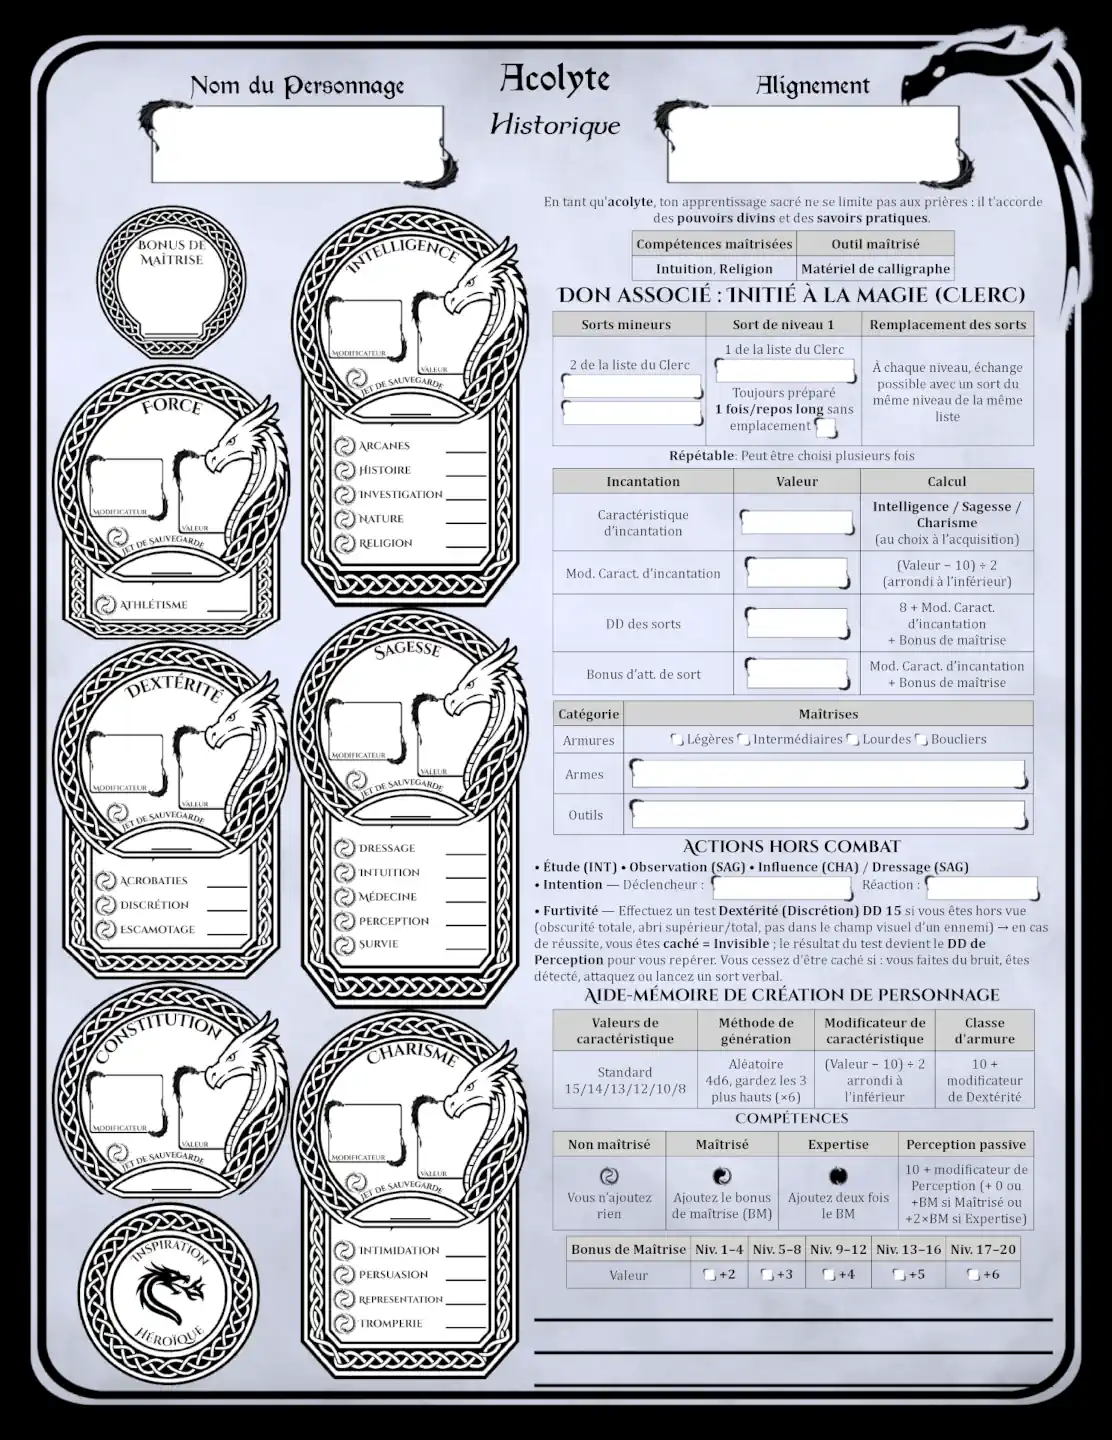 Nom du Personnage
Acolyte
Historique
Alignement
En tant qu'acolyte, ton apprentissage sacré ne se limite pas aux prières : il t'accorde
des pouvoirs divins et des savoirs pratiques.
Compétences maîtrisées
Outil maîtrisé
Intuition, Religion
Matériel de calligraphe
Don associé : Initié à la magie (Clerc)
Sorts mineurs
Sort de niveau 1
Remplacement des sorts
2 de la liste du Clerc
1 de la liste du Clerc
Toujours préparé
1 fois/repos long sans
emplacement
À chaque niveau, échange
possible avec un sort du
même niveau de la même
liste
Répétable: Peut être choisi plusieurs fois
Incantation
Valeur
Calcul
Caractéristique
d'incantation
Intelligence / Sagesse /
Charisme
(au choix à l'acquisition)
Mod. Caract. d'incantation
(Valeur − 10) ÷ 2
(arrondi à l'inférieur)
DD des sorts
8 + Mod. Caract.
d'incantation
+ Bonus de maîtrise
Bonus d'att. de sort
Mod. Caract. d'incantation
+ Bonus de maîtrise
Catégorie
Maîtrises
Armures
Légères Intermédiaires Lourdes Boucliers
Armes
Outils
Actions hors combat
• Étude (INT) • Observation (SAG) • Influence (CHA) / Dressage (SAG)
• Intention — Déclencheur : Réaction :
• Furtivité — Effectuez un test Dextérité (Discrétion) DD 15 si vous êtes hors vue
(obscurité totale, abri supérieur/total, pas dans le champ visuel d'un ennemi) → en cas
de réussite, vous êtes caché = Invisible ; le résultat du test devient le DD de
Perception pour vous repérer. Vous cessez d'être caché si : vous faites du bruit, êtes
détecté, attaquez ou lancez un sort verbal.
Aide-mémoire de création de personnage
Valeurs de
caractéristique
Méthode de
génération
Modificateur de
caractéristique
Classe
d'armure
Standard
15/14/13/12/10/8
Aléatoire
4d6, gardez les 3
plus hauts (×6)
(Valeur − 10) ÷ 2
arrondi à
l'inférieur
10 +
modificateur
de Dextérité
Compétences
Non maîtrisé
Maîtrisé
Expertise
Perception passive
Vous n'ajoutez
rien
Ajoutez le bonus
de maîtrise (BM)
Ajoutez deux fois
le BM
10 + modificateur de
Perception (+ 0 ou
+BM si Maîtrisé ou
+2×BM si Expertise)
Bonus de Maîtrise
Niv. 1–4
Niv. 5–8
Niv. 9–12
Niv. 13–16
Niv. 17–20
Valeur
+2
+3
+4
+5
+6
Bonus de
Maîtrise
Force
Modificateur
Valeur
Jet de sauvegarde
Athlétisme
Dextérité
Modificateur
Valeur
Jet de sauvegarde
Acrobaties
Discrétion
Escamotage
Constitution
Modificateur
Valeur
Jet de sauvegarde
Inspiration
Héroïque
Intelligence
Modificateur
Valeur
Jet de sauvegarde
Arcanes
Histoire
Investigation
Nature
Religion
Sagesse
Modificateur
Valeur
Jet de sauvegarde
Dressage
Intuition
Médecine
Perception
Survie
Charisme
Modificateur
Valeur
Jet de sauvegarde
Intimidation
Persuasion
Representation
Tromperie